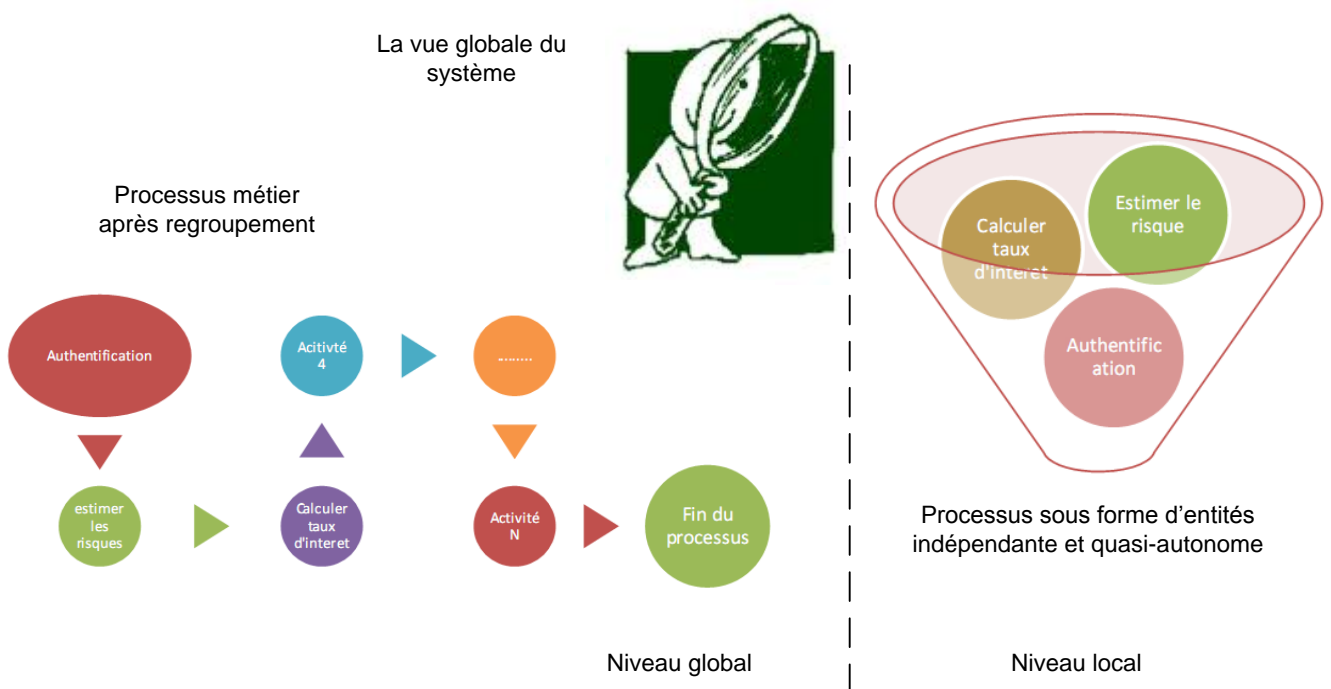 La vue globale du
système
Processus métier
après regroupement
Authentification
Acitivté
4
.........
estimer
les
risques
Calculer
taux
d'interet
Activité
N
Fin du
processus
Niveau global
Calculer
taux
d'interet
Estimer le
risque
Authentific
ation
Processus sous forme d'entités
indépendante et quasi-autonome
Niveau local